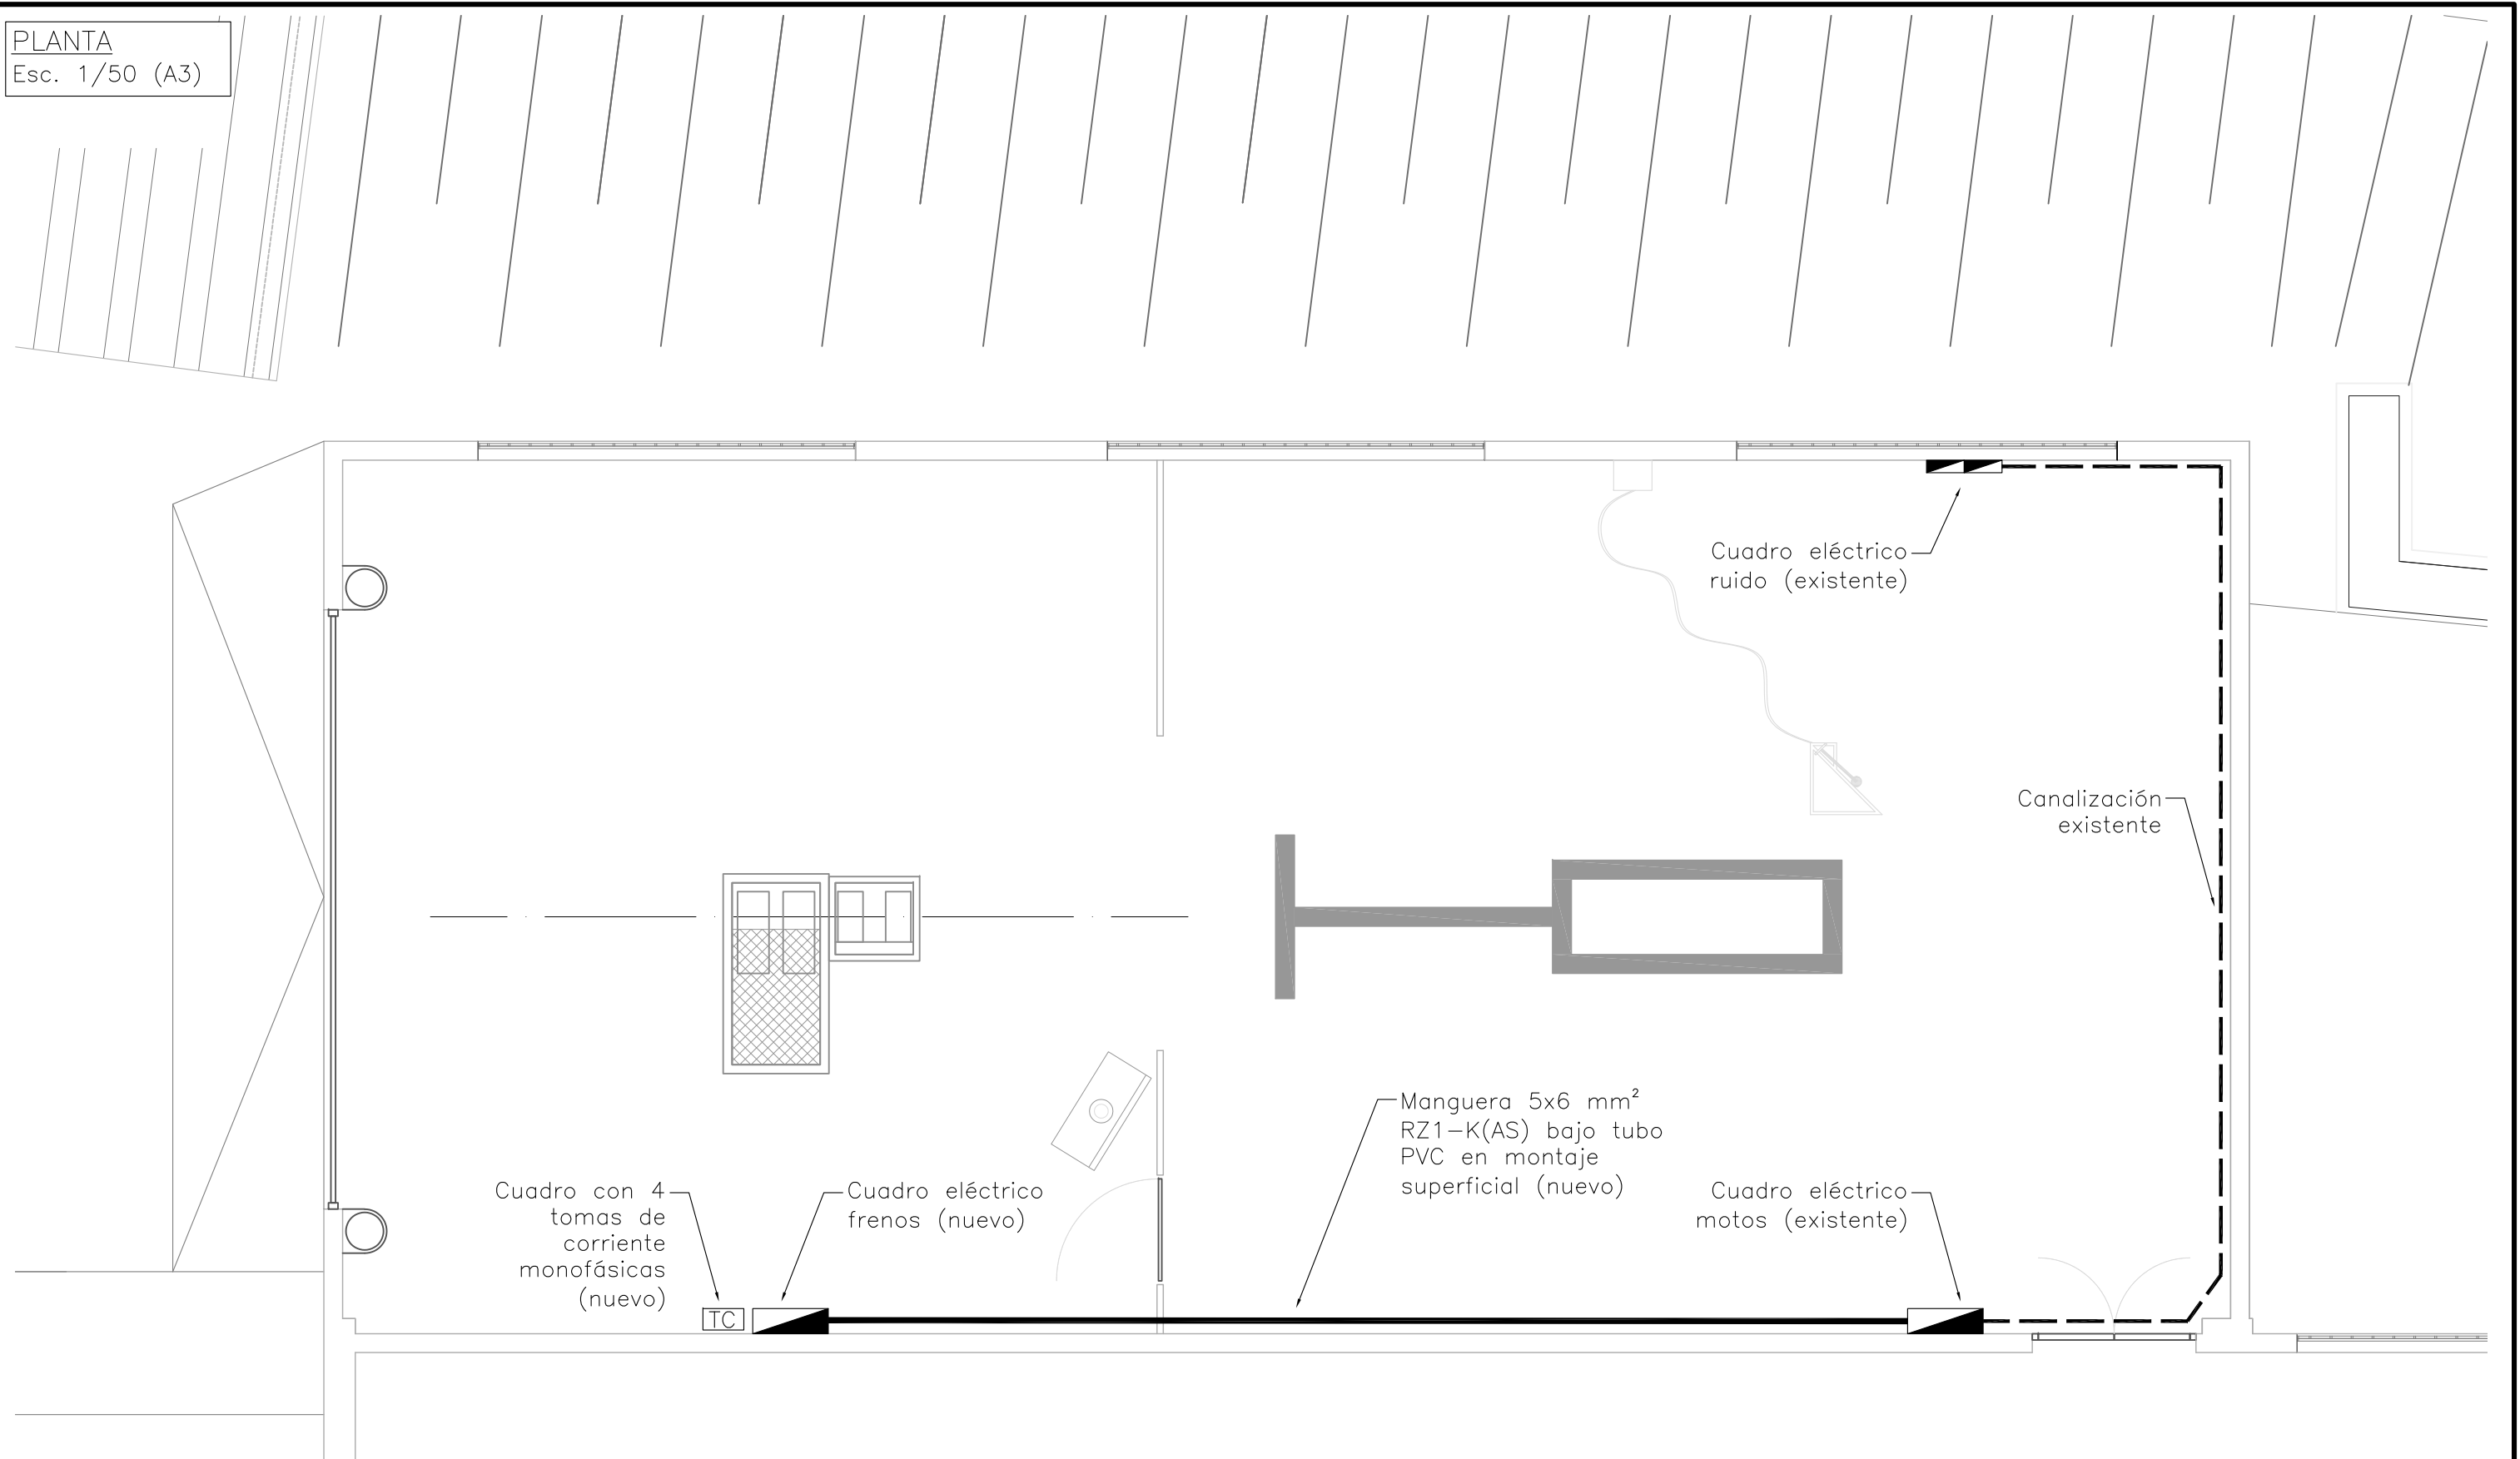 PLANTA
Esc. 1/50 (A3)
Cuadro eléctrico
ruido (existente)
Canalización
existente
Manguera 5x6 mm²
RZ1-K(AS) bajo tubo
PVC en montaje
superficial (nuevo)
Cuadro con 4
tomas de
corriente
monofásicas
(nuevo)
Cuadro eléctrico
frenos (nuevo)
Cuadro eléctrico
motos (existente)
TC